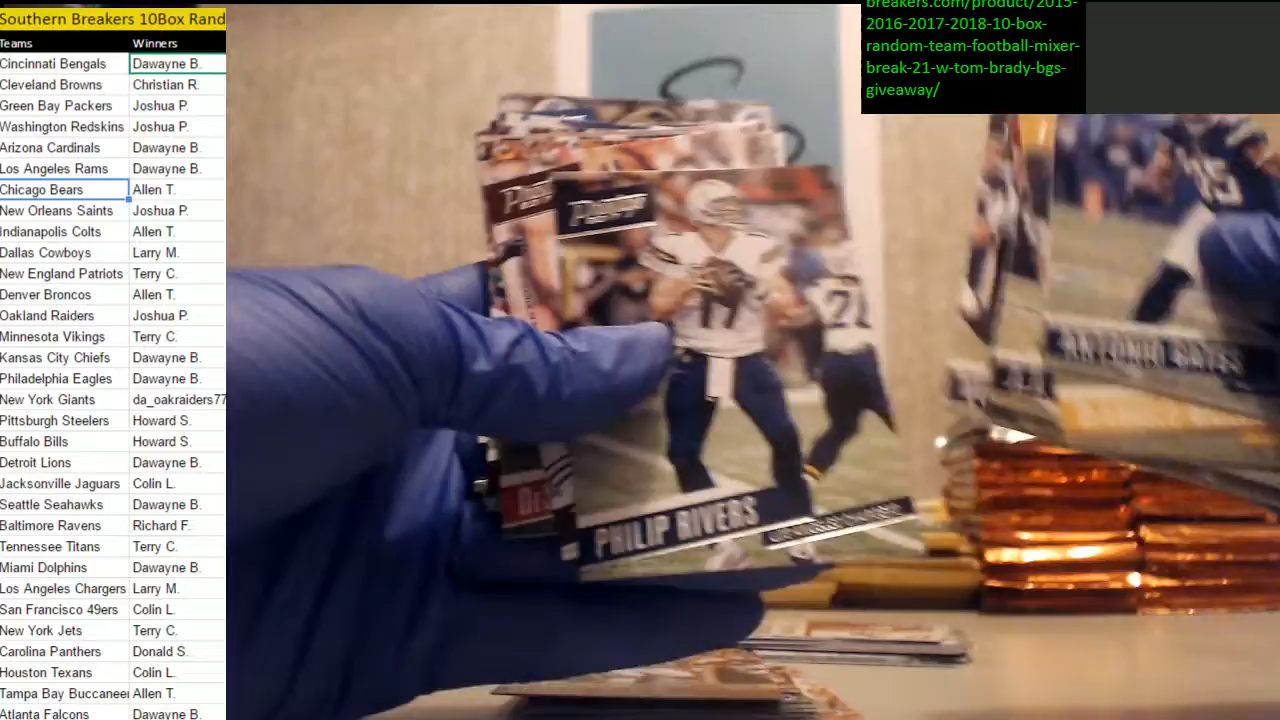 Southern Breakers 10Box Rand
Teams Winners
Cincinnati Bengals Dawayne B.
Cleveland Browns Christian R.
Green Bay Packers Joshua P.
Washington Redskins Joshua P.
Arizona Cardinals Dawayne B.
Los Angeles Rams Dawayne B.
Chicago Bears Allen T.
New Orleans Saints Joshua P.
Indianapolis Colts Allen T.
Dallas Cowboys Larry M.
New England Patriots Terry C.
Denver Broncos Allen T.
Oakland Raiders Joshua P.
Minnesota Vikings Terry C.
Kansas City Chiefs Dawayne B.
Philadelphia Eagles Dawayne B.
New York Giants da_oakraiders77
Pittsburgh Steelers Howard S.
Buffalo Bills Howard S.
Detroit Lions Dawayne B.
Jacksonville Jaguars Colin L.
Seattle Seahawks Dawayne B.
Baltimore Ravens Richard F.
Tennessee Titans Terry C.
Miami Dolphins Dawayne B.
Los Angeles Chargers Larry M.
San Francisco 49ers Colin L.
New York Jets Terry C.
Carolina Panthers Donald S.
Houston Texans Colin L.
Tampa Bay Buccaneer Allen T.
Atlanta Falcons Dawayne B.
breakers.com/product/2015-
2016-2017-2018-10-box-
random-team-football-mixer-
break-21-w-tom-brady-bgs-
giveaway/
Prestige
17
21
PHILIP RIVERS
85
ANTONIO GATES